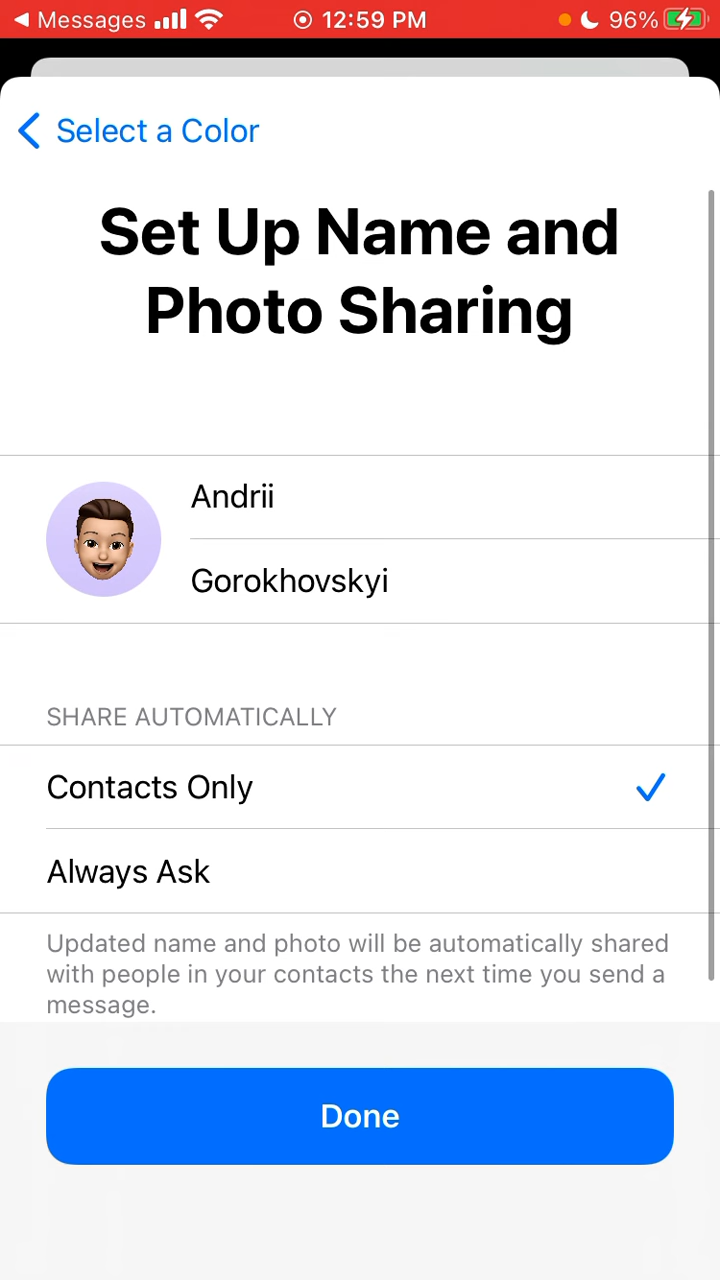 Messages 12:59 PM 96%
Select a Color
Set Up Name and
Photo Sharing
Andrii
Gorokhovskyi
SHARE AUTOMATICALLY
Contacts Only
Always Ask
Updated name and photo will be automatically shared
with people in your contacts the next time you send a
message.
Done